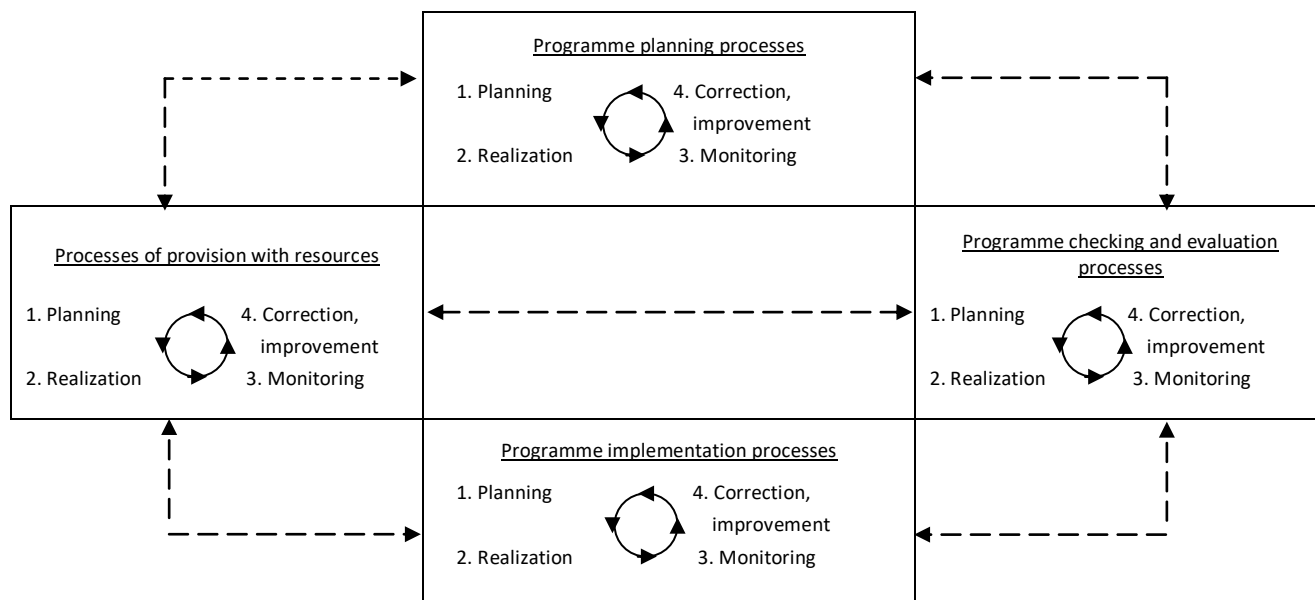 Programme planning processes
1. Planning
4. Correction,
improvement
2. Realization
3. Monitoring
Processes of provision with resources
1. Planning
4. Correction,
improvement
2. Realization
3. Monitoring
Programme checking and evaluation
processes
1. Planning
4. Correction,
improvement
2. Realization
3. Monitoring
Programme implementation processes
1. Planning
4. Correction,
improvement
2. Realization
3. Monitoring